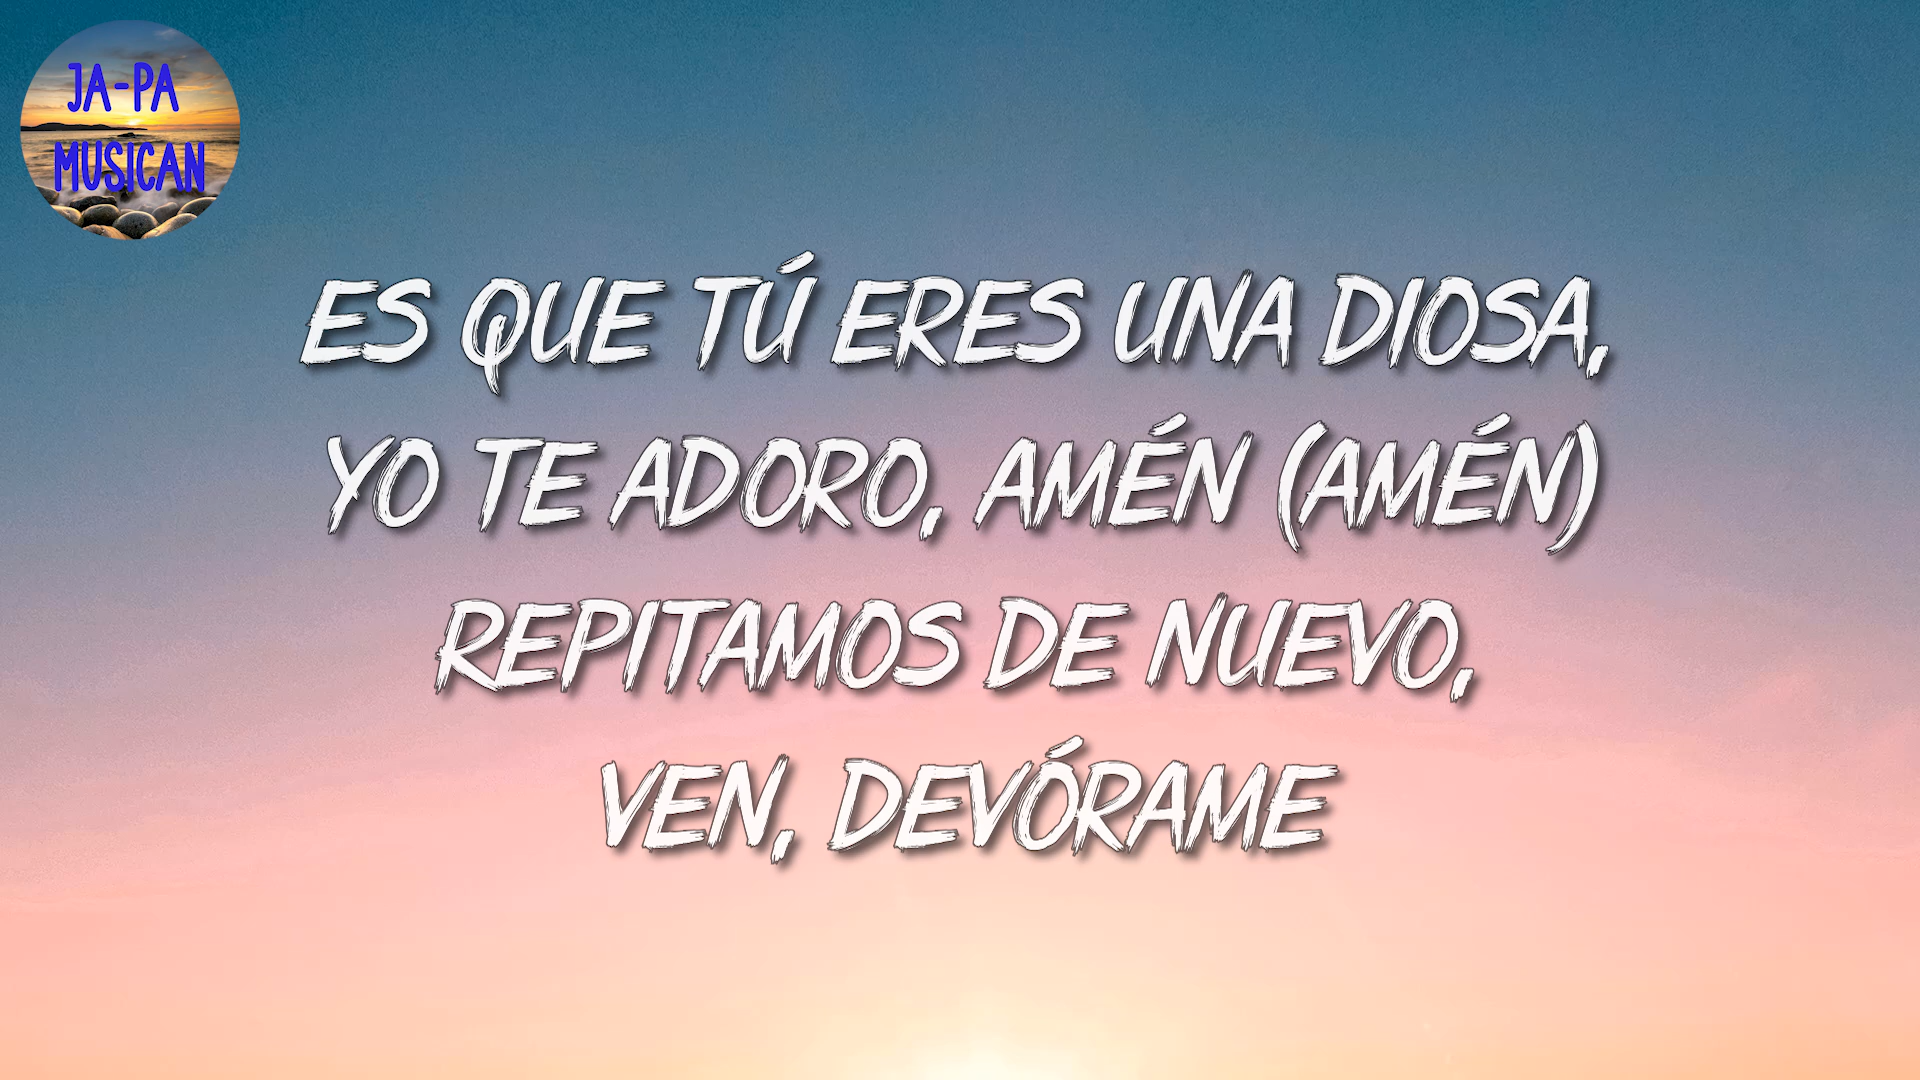 JA-PA
MUSICAN
ES QUE TÚ ERES UNA DIOSA,
YO TE ADORO, AMÉN (AMÉN)
REPITAMOS DE NUEVO,
VEN, DEVÓRAME